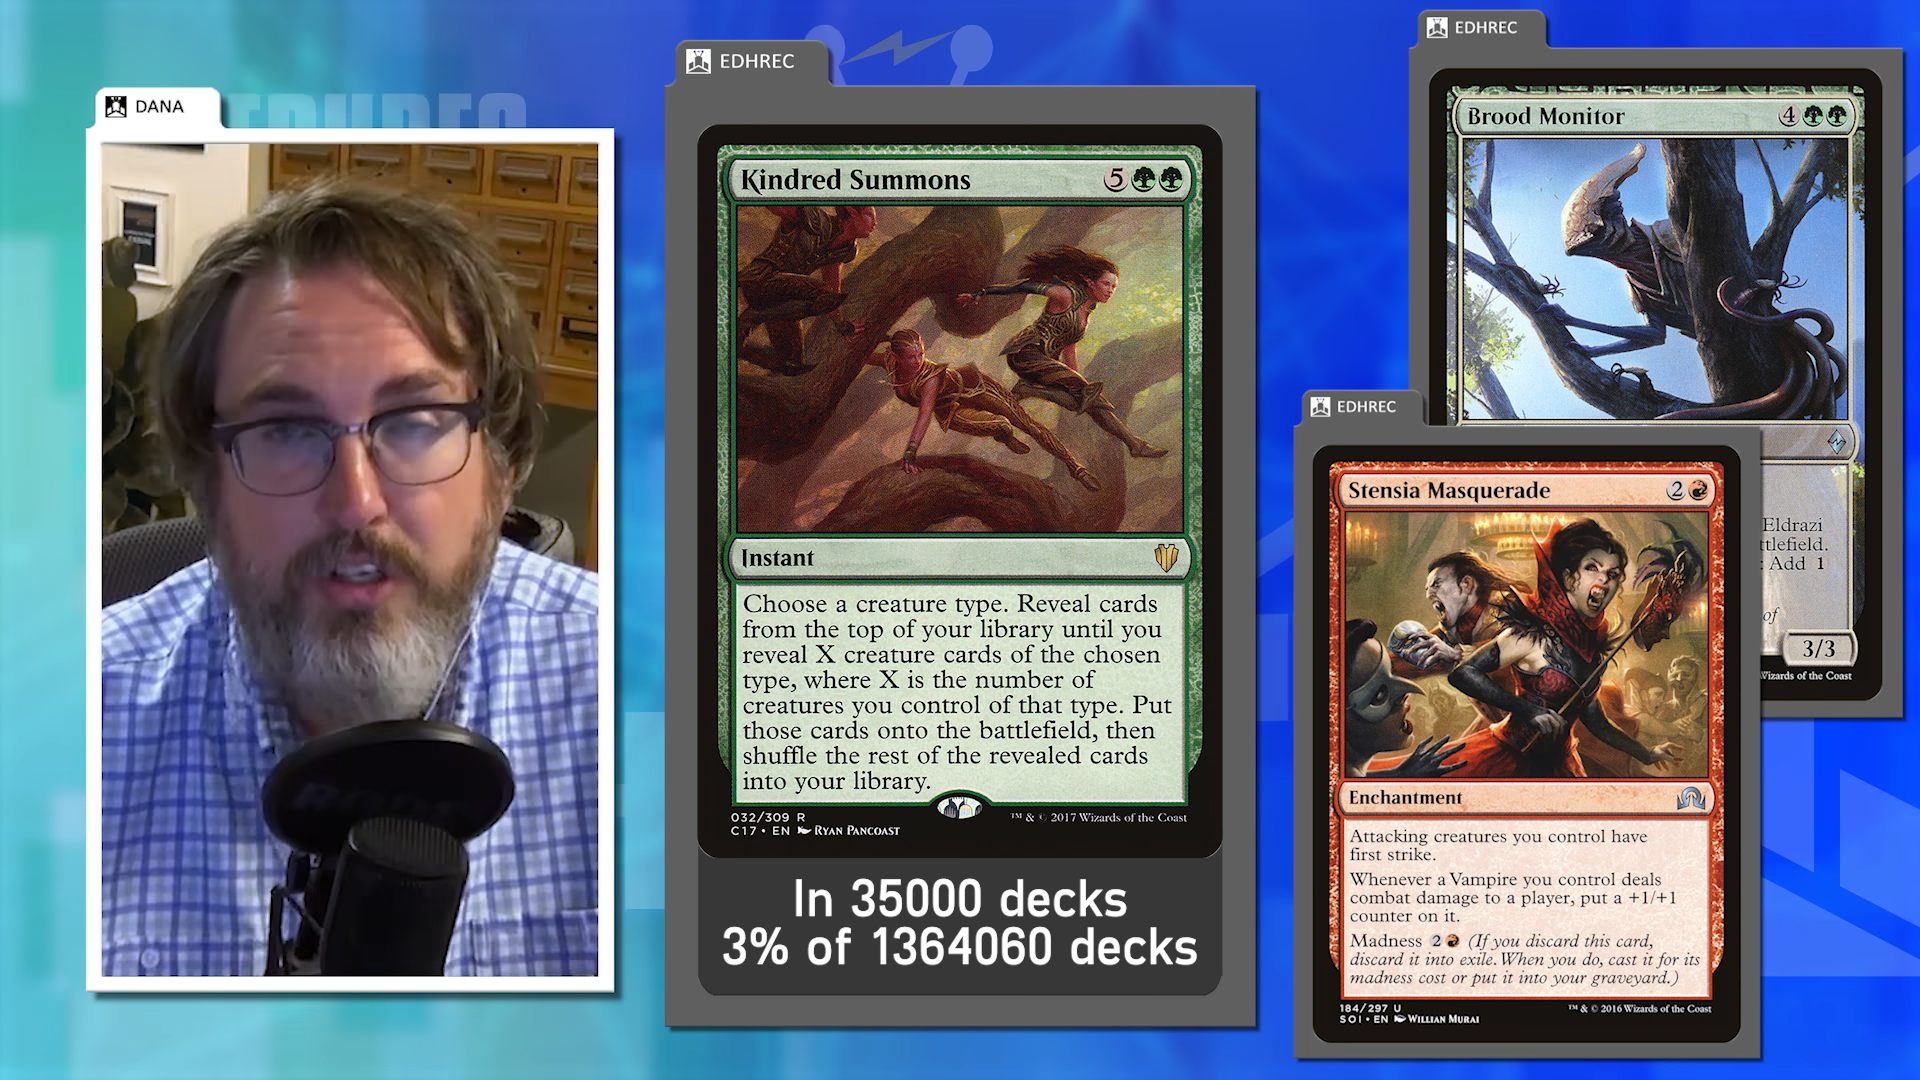 DANA
EDHREC
EDHREC
Kindred Summons 5
Instant
Choose a creature type. Reveal cards
from the top of your library until you
reveal X creature cards of the chosen
type, where X is the number of
creatures you control of that type. Put
those cards onto the battlefield, then
shuffle the rest of the revealed cards
into your library.
032/309 R
C17 • EN RYAN PANCOAST
™ & © 2017 Wizards of the Coast
In 35000 decks
3% of 1364060 decks
EDHREC
Brood Monitor 4
Eldrazi
ttlefield.
: Add 1
of
3/3
Wizards of the Coast
EDHREC
Stensia Masquerade 2
Enchantment
Attacking creatures you control have
first strike.
Whenever a Vampire you control deals
combat damage to a player, put a +1/+1
counter on it.
Madness 2 (If you discard this card,
discard it into exile. When you do, cast it for its
madness cost or put it into your graveyard.)
184/297 U
SOI • EN WILLIAN MURAI
™ & © 2016 Wizards of the Coast